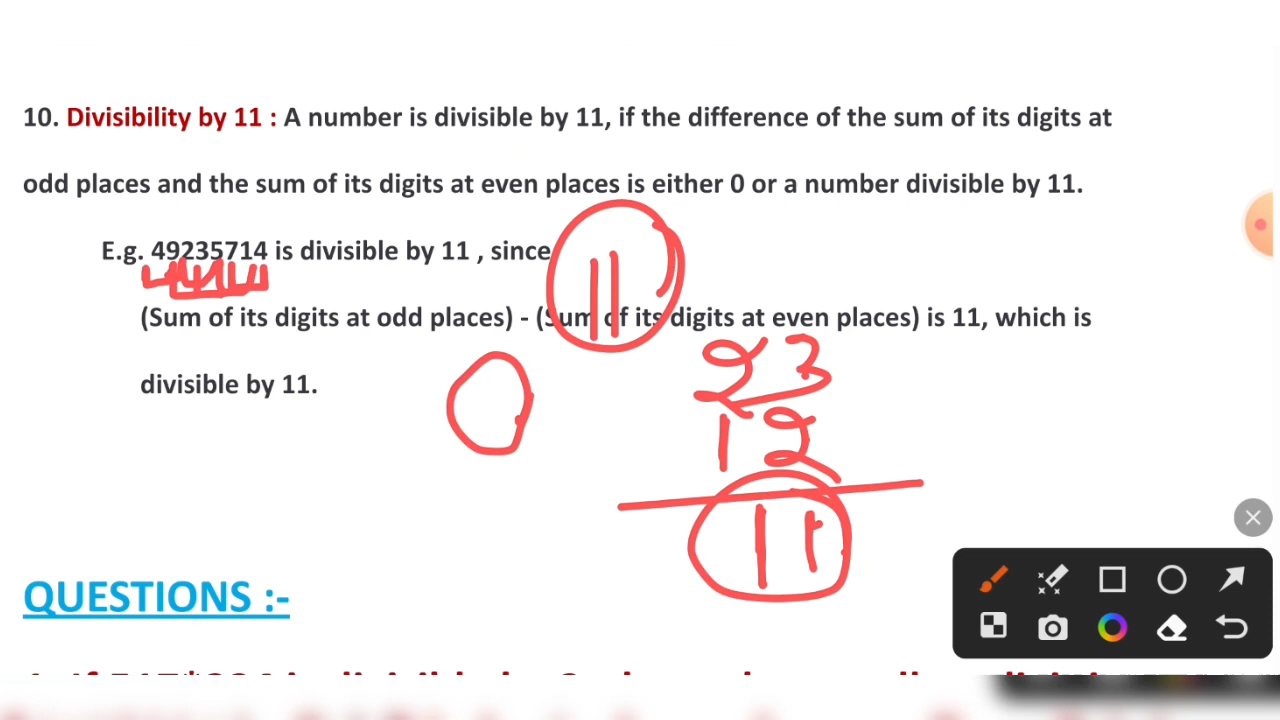 10. Divisibility by 11 : A number is divisible by 11, if the difference of the sum of its digits at
odd places and the sum of its digits at even places is either 0 or a number divisible by 11.
E.g. 49235714 is divisible by 11 , since
11
(Sum of its digits at odd places) - (Sum of its digits at even places) is 11, which is
23
divisible by 11.
0
12
11
QUESTIONS :-